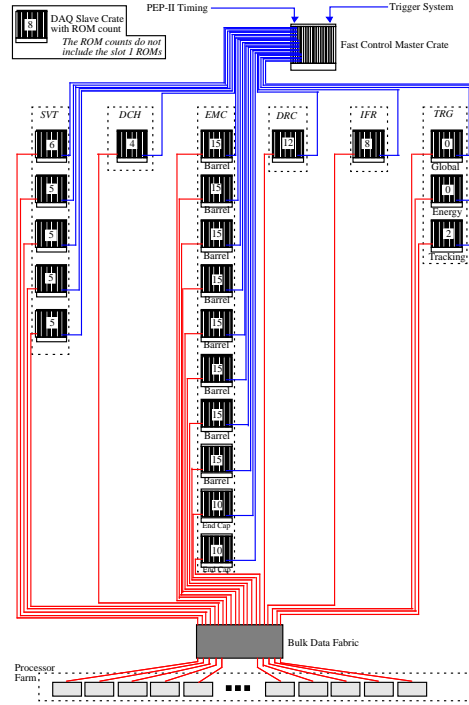 PEP-II Timing
Trigger System
8
DAQ Slave Crate
with ROM count
The ROM counts do not
include the slot 1 ROMs
Fast Control Master Crate
SVT
DCH
EMC
DRC
IFR
TRG
6
4
15
12
8
0
Barrel
Global
5
15
0
Barrel
Energy
5
15
2
Barrel
Tracking
5
15
Barrel
5
15
Barrel
15
Barrel
15
Barrel
15
Barrel
10
End Cap
10
End Cap
Bulk Data Fabric
Processor
Farm